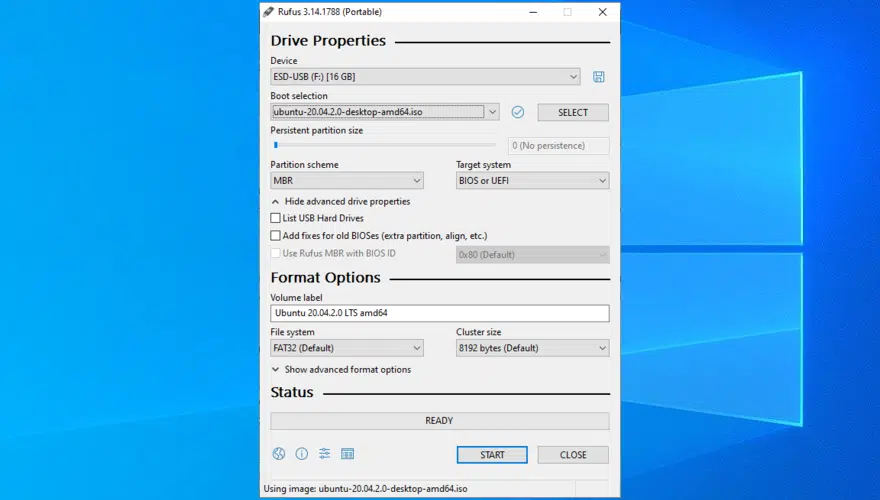 Rufus 3.14.1788 (Portable)
Drive Properties
Device
ESD-USB (F:) [16 GB]
Boot selection
ubuntu-20.04.2.0-desktop-amd64.iso
SELECT
Persistent partition size
0 (No persistence)
Partition scheme
Target system
MBR
BIOS or UEFI
Hide advanced drive properties
List USB Hard Drives
Add fixes for old BIOSes (extra partition, align, etc.)
Use Rufus MBR with BIOS ID
0x80 (Default)
Format Options
Volume label
Ubuntu 20.04.2.0 LTS amd64
File system
Cluster size
FAT32 (Default)
8192 bytes (Default)
Show advanced format options
Status
READY
START
CLOSE
Using image: ubuntu-20.04.2.0-desktop-amd64.iso